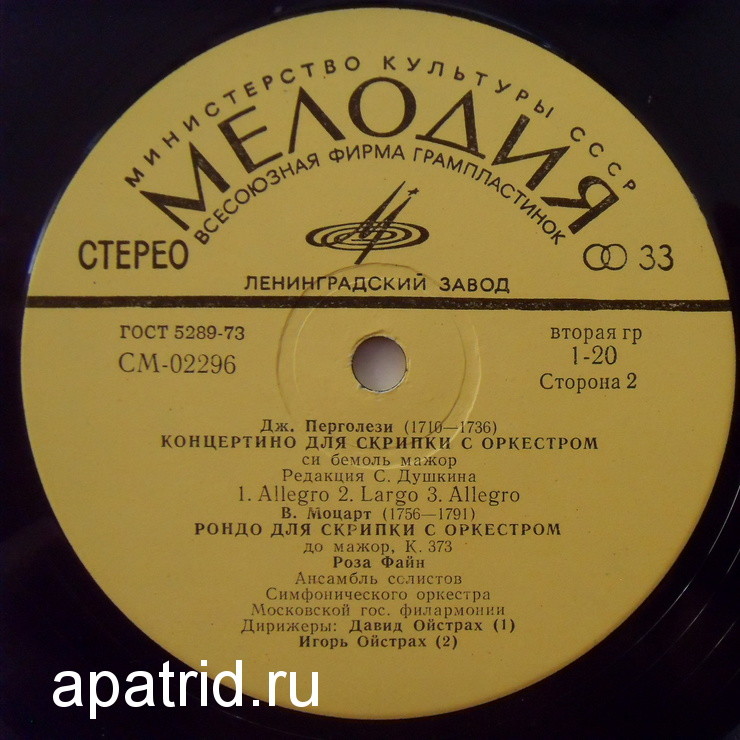 МИНИСТЕРСТВО КУЛЬТУРЫ СССР
МЕЛОДИЯ
ВСЕСОЮЗНАЯ ФИРМА ГРАМПЛАСТИНОК
СТЕРЕО
33
ЛЕНИНГРАДСКИЙ ЗАВОД
ГОСТ 5289-73
вторая гр
СМ-02296
1-20
Сторона 2
Дж. Перголези (1710—1736)
КОНЦЕРТИНО ДЛЯ СКРИПКИ С ОРКЕСТРОМ
си бемоль мажор
Редакция С. Душкина
1. Allegro 2. Largo 3. Allegro
В. Моцарт (1756—1791)
РОНДО ДЛЯ СКРИПКИ С ОРКЕСТРОМ
до мажор, К. 373
Роза Файн
Ансамбль солистов
Симфонического оркестра
Московской гос. филармонии
Дирижеры: Давид Ойстрах (1)
Игорь Ойстрах (2)
apatrid.ru